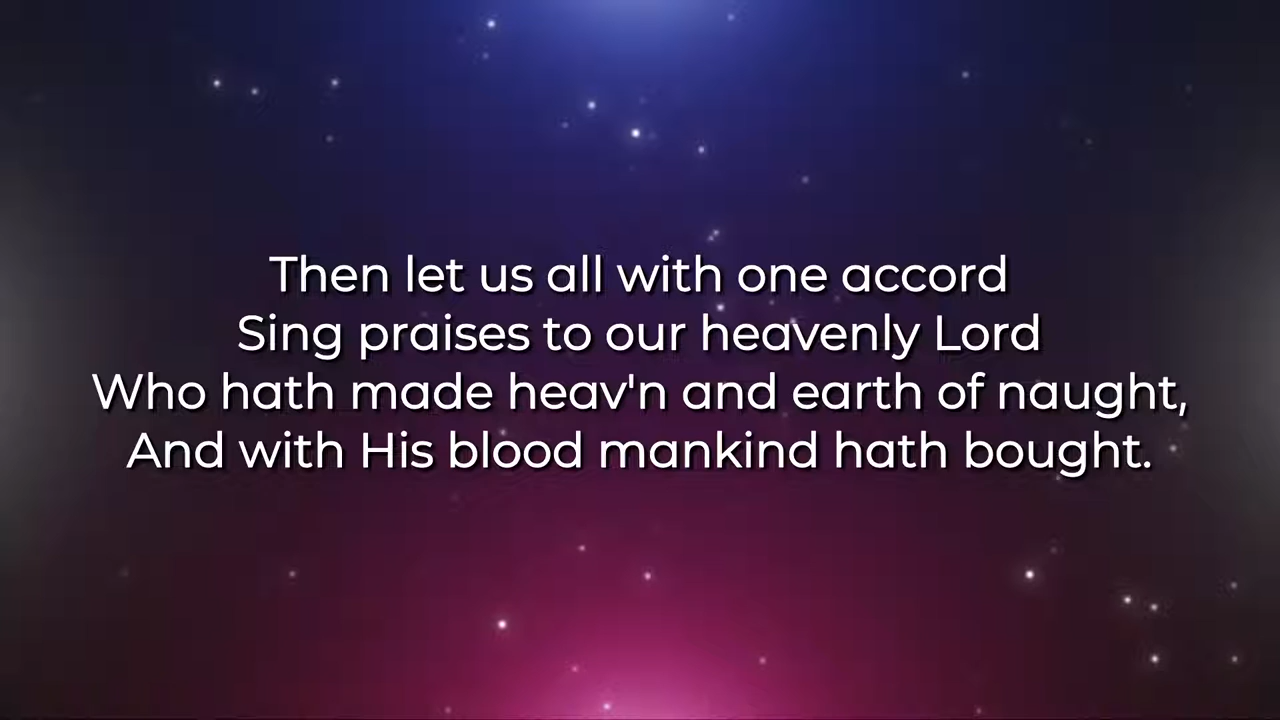 Then let us all with one accord
Sing praises to our heavenly Lord
Who hath made heav'n and earth of naught,
And with His blood mankind hath bought.